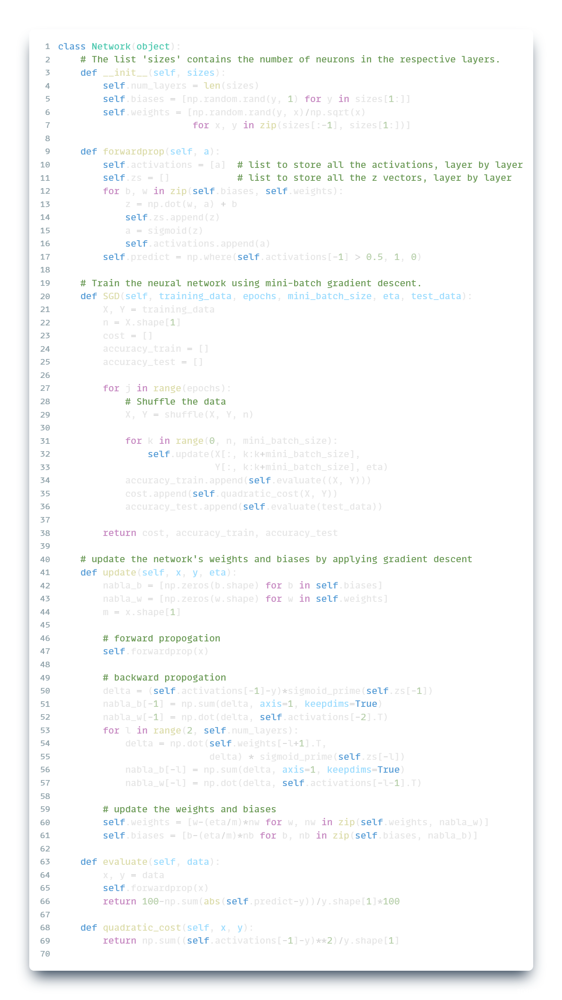 1 class Network(object):
2     # The list 'sizes' contains the number of neurons in the respective layers.
3     def __init__(self, sizes):
4         self.num_layers = len(sizes)
5         self.biases = [np.random.rand(y, 1) for y in sizes[1:]]
6         self.weights = [np.random.rand(y, x)/np.sqrt(x)
7                         for x, y in zip(sizes[:-1], sizes[1:])]
8
9     def forwardprop(self, a):
10         self.activations = [a]  # list to store all the activations, layer by layer
11         self.zs = []            # list to store all the z vectors, layer by layer
12         for b, w in zip(self.biases, self.weights):
13             z = np.dot(w, a) + b
14             self.zs.append(z)
15             a = sigmoid(z)
16             self.activations.append(a)
17         self.predict = np.where(self.activations[-1] > 0.5, 1, 0)
18
19     # Train the neural network using mini-batch gradient descent.
20     def SGD(self, training_data, epochs, mini_batch_size, eta, test_data):
21         X, Y = training_data
22         n = X.shape[1]
23         cost = []
24         accuracy_train = []
25         accuracy_test = []
26
27         for j in range(epochs):
28             # Shuffle the data
29             X, Y = shuffle(X, Y, n)
30
31             for k in range(0, n, mini_batch_size):
32                 self.update(X[:, k:k+mini_batch_size],
33                             Y[:, k:k+mini_batch_size], eta)
34             accuracy_train.append(self.evaluate((X, Y)))
35             cost.append(self.quadratic_cost(X, Y))
36             accuracy_test.append(self.evaluate(test_data))
37
38         return cost, accuracy_train, accuracy_test
39
40     # update the network's weights and biases by applying gradient descent
41     def update(self, x, y, eta):
42         nabla_b = [np.zeros(b.shape) for b in self.biases]
43         nabla_w = [np.zeros(w.shape) for w in self.weights]
44         m = x.shape[1]
45
46         # forward propogation
47         self.forwardprop(x)
48
49         # backward propogation
50         delta = (self.activations[-1]-y)*sigmoid_prime(self.zs[-1])
51         nabla_b[-1] = np.sum(delta, axis=1, keepdims=True)
52         nabla_w[-1] = np.dot(delta, self.activations[-2].T)
53         for l in range(2, self.num_layers):
54             delta = np.dot(self.weights[-l+1].T,
55                            delta) * sigmoid_prime(self.zs[-l])
56             nabla_b[-l] = np.sum(delta, axis=1, keepdims=True)
57             nabla_w[-l] = np.dot(delta, self.activations[-l-1].T)
58
59         # update the weights and biases
60         self.weights = [w-(eta/m)*nw for w, nw in zip(self.weights, nabla_w)]
61         self.biases = [b-(eta/m)*nb for b, nb in zip(self.biases, nabla_b)]
62
63     def evaluate(self, data):
64         x, y = data
65         self.forwardprop(x)
66         return 100-np.sum(abs(self.predict-y))/y.shape[1]*100
67
68     def quadratic_cost(self, x, y):
69         return np.sum((self.activations[-1]-y)**2)/y.shape[1]
70